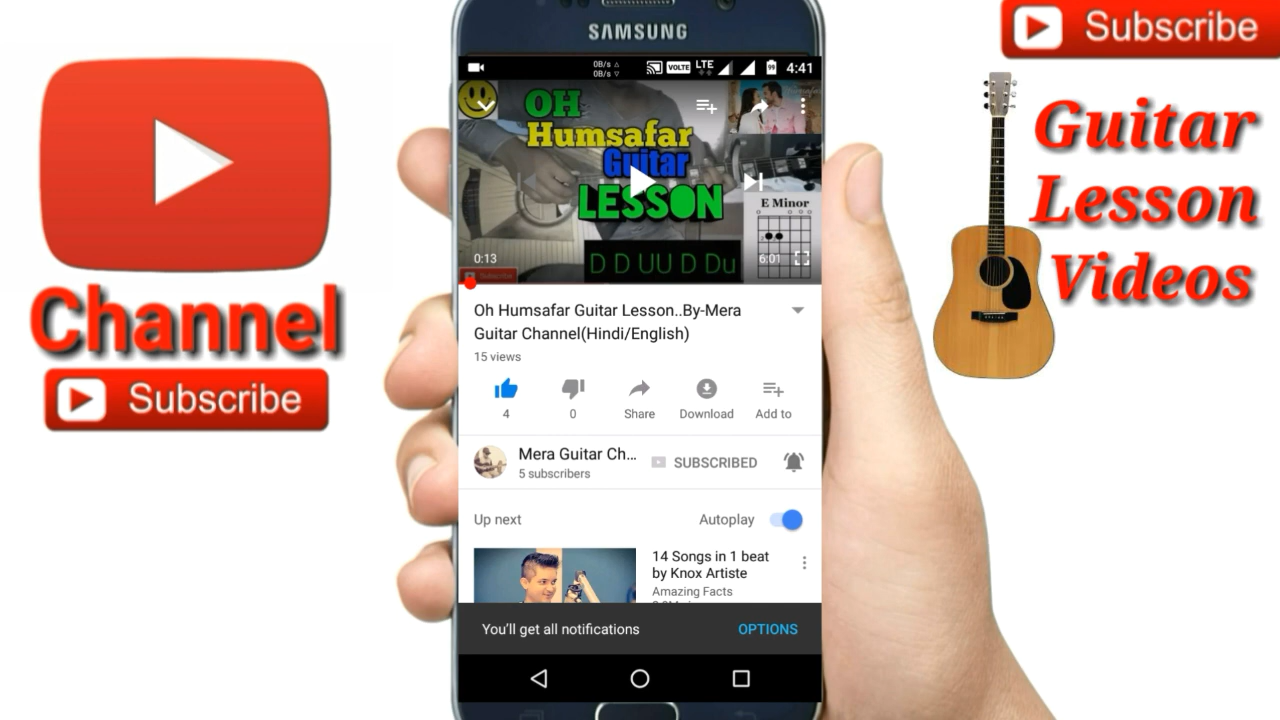 Subscribe
SAMSUNG
0B/s
0B/s
VOLTE
LTE
99
4:41
OH
Humsafar
Guitar
LESSON
E Minor
D D UU D Du
0:13
6:01
Subscribe
Oh Humsafar Guitar Lesson..By-Mera
Guitar Channel(Hindi/English)
15 views
4
0
Share
Download
Add to
Mera Guitar Ch...
5 subscribers
SUBSCRIBED
Up next
Autoplay
14 Songs in 1 beat
by Knox Artiste
Amazing Facts
You'll get all notifications
OPTIONS
Channel
Subscribe
Guitar
Lesson
Videos